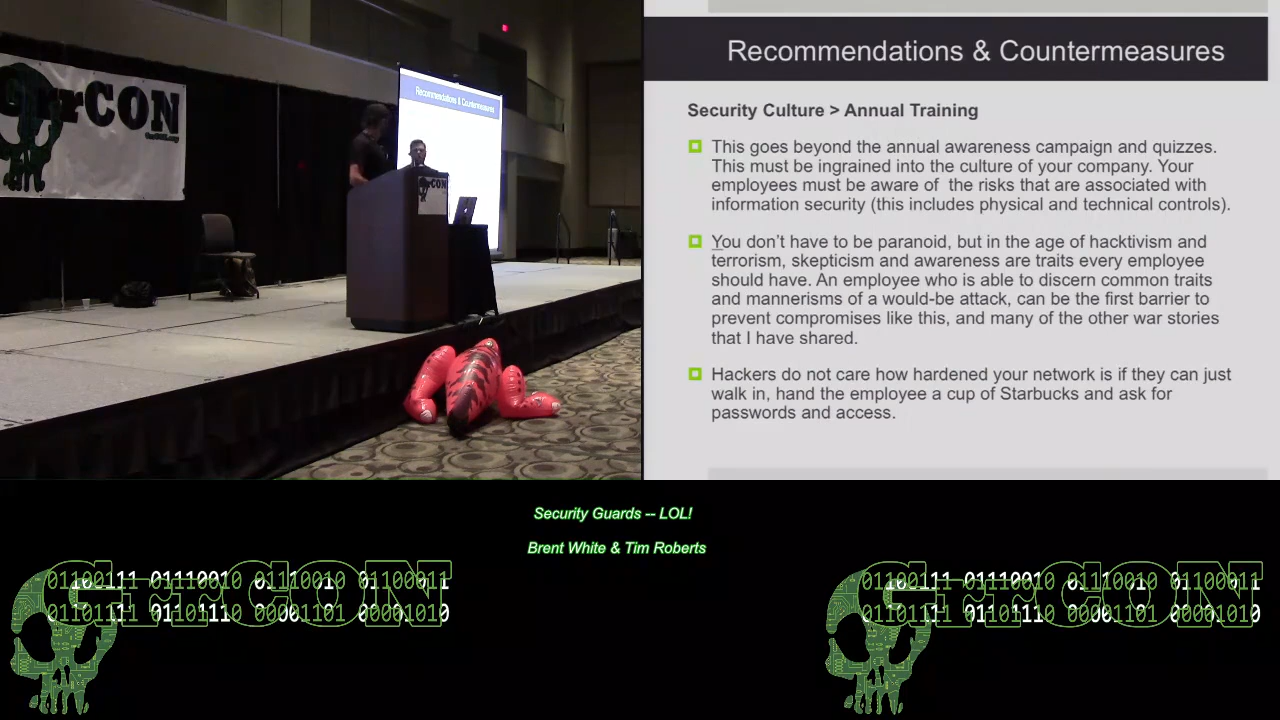 GrrCON
Recommendations & Countermeasures
CON
Recommendations & Countermeasures
Security Culture > Annual Training
This goes beyond the annual awareness campaign and quizzes.
This must be ingrained into the culture of your company. Your
employees must be aware of the risks that are associated with
information security (this includes physical and technical controls).
You don't have to be paranoid, but in the age of hacktivism and
terrorism, skepticism and awareness are traits every employee
should have. An employee who is able to discern common traits
and mannerisms of a would-be attack, can be the first barrier to
prevent compromises like this, and many of the other war stories
that I have shared.
Hackers do not care how hardened your network is if they can just
walk in, hand the employee a cup of Starbucks and ask for
passwords and access.
Security Guards -- LOL!
Brent White & Tim Roberts
GrrCON
01100111 01110010 01110010 01100011
01101111 01101110 00001101 00001010
GrrCON
01100111 01110010 01110010 01100011
01101111 01101110 00001101 00001010